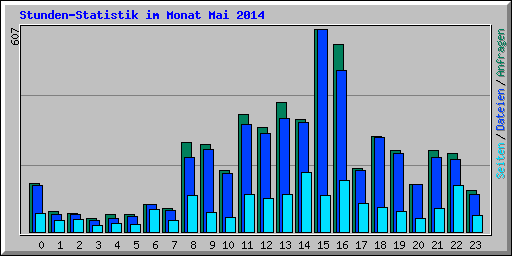 Stunden-Statistik im Monat Mai 2014
607
Seiten/Dateien/Anfragen
0 1 2 3 4 5 6 7 8 9 10 11 12 13 14 15 16 17 18 19 20 21 22 23